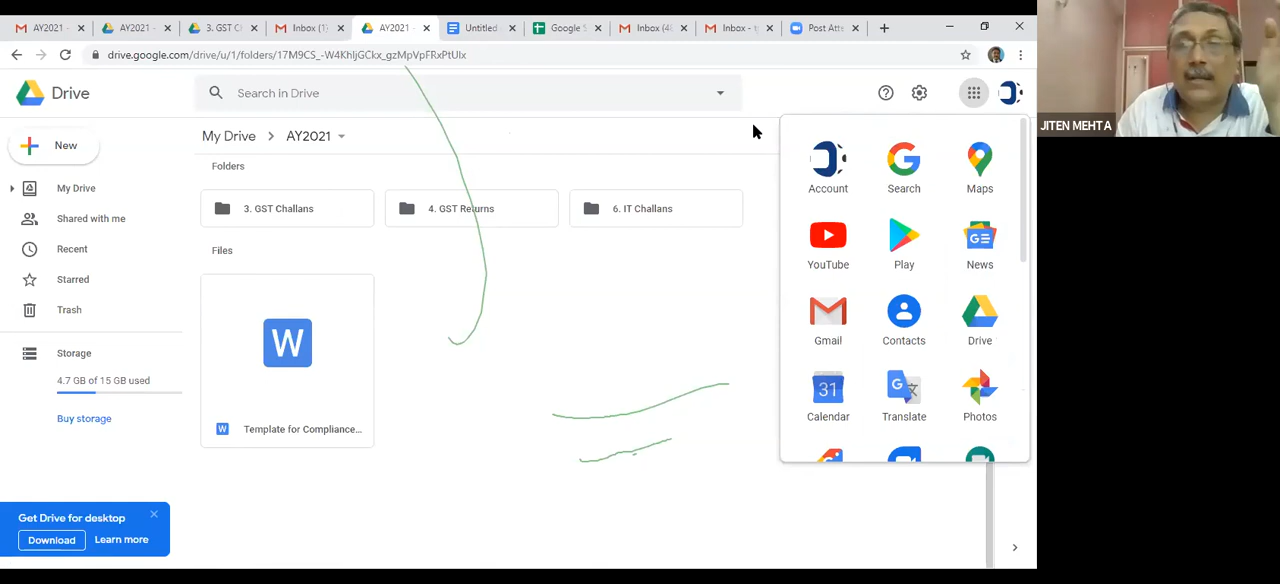 AY2021 -
AY2021 -
3. GST C
Inbox (1)
AY2021 -
Untitled
Google S
Inbox (4
Inbox -
Post Atte
drive.google.com/drive/u/1/folders/17M9CS_-W4KhIjGCkx_gzMpVpFRxPtUIx
Drive
Search in Drive
JITEN MEHTA
New
My Drive
AY2021
My Drive
Shared with me
Recent
Starred
Trash
Storage
4.7 GB of 15 GB used
Buy storage
Folders
3. GST Challans
4. GST Returns
6. IT Challans
Files
W
W Template for Compliance...
Account
Search
Maps
YouTube
Play
GE
News
Gmail
Contacts
Drive
31
Calendar
G 文
Translate
Photos
Get Drive for desktop
Download
Learn more